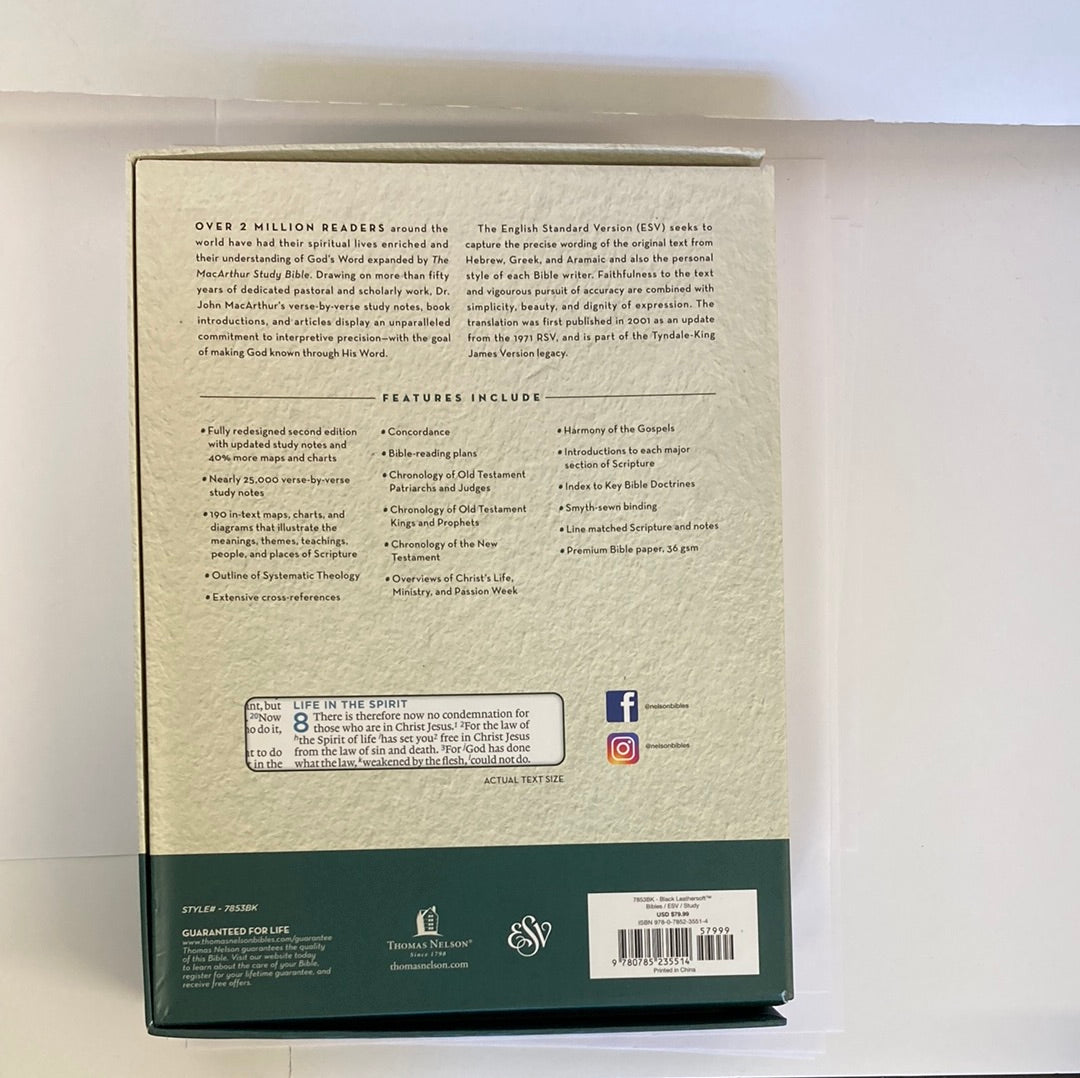 OVER 2 MILLION READERS around the
world have had their spiritual lives enriched and
their understanding of God's Word expanded by The
MacArthur Study Bible. Drawing on more than fifty
years of dedicated pastoral and scholarly work, Dr.
John MacArthur's verse-by-verse study notes, book
introductions, and articles display an unparalleled
commitment to interpretive precision—with the goal
of making God known through His Word.
The English Standard Version (ESV) seeks to
capture the precise wording of the original text from
Hebrew, Greek, and Aramaic and also the personal
style of each Bible writer. Faithfulness to the text
and vigourous pursuit of accuracy are combined with
simplicity, beauty, and dignity of expression. The
translation was first published in 2001 as an update
from the 1971 RSV, and is part of the Tyndale-King
James Version legacy.
FEATURES INCLUDE
• Fully redesigned second edition
with updated study notes and
40% more maps and charts
• Nearly 25,000 verse-by-verse
study notes
• 190 in-text maps, charts, and
diagrams that illustrate the
meanings, themes, teachings,
people, and places of Scripture
• Outline of Systematic Theology
• Extensive cross-references
• Concordance
• Bible-reading plans
• Chronology of Old Testament
Patriarchs and Judges
• Chronology of Old Testament
Kings and Prophets
• Chronology of the New
Testament
• Overviews of Christ's Life,
Ministry, and Passion Week
• Harmony of the Gospels
• Introductions to each major
section of Scripture
• Index to Key Bible Doctrines
• Smyth-sewn binding
• Line matched Scripture and notes
• Premium Bible paper, 36 gsm
nt, but
20Now
o do it,
t to do
in the
LIFE IN THE SPIRIT
8 There is therefore now no condemnation for
those who are in Christ Jesus.1 2For the law of
hthe Spirit of life ihas set you2 free in Christ Jesus
from the law of sin and death. 3For jGod has done
what the law, kweakened by the flesh, lcould not do.
ACTUAL TEXT SIZE
@nelsonbibles
@nelsonbibles
STYLE# - 7853BK
GUARANTEED FOR LIFE
www.thomasnelsonbibles.com/guarantee
Thomas Nelson guarantees the quality
of this Bible. Visit our website today
to learn about the care of your Bible,
register for your lifetime guarantee, and
receive free offers.
THOMAS NELSON®
Since 1798
thomasnelson.com
ESV
7853BK - Black Leathersoft™
Bibles / ESV / Study
USD $79.99
ISBN 978-0-7852-3551-4
57999
9 780785 235514
Printed in China